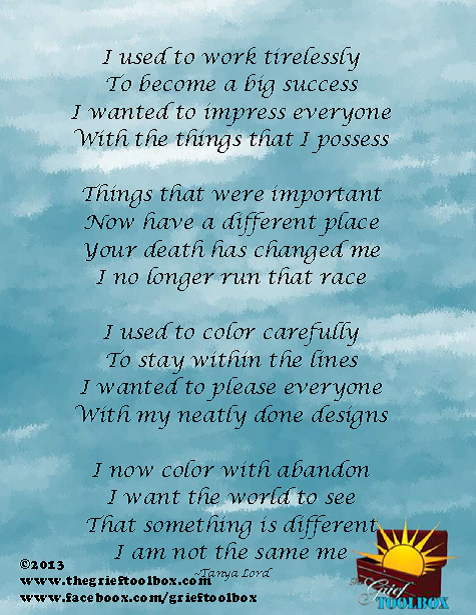 I used to work tirelessly
To become a big success
I wanted to impress everyone
With the things that I possess
Things that were important
Now have a different place
Your death has changed me
I no longer run that race
I used to color carefully
To stay within the lines
I wanted to please everyone
With my neatly done designs
I now color with abandon
I want the world to see
That something is different
I am not the same me
~Tanya Lord
©2013
www.thegrieftoolbox.com
www.faceboox.com/grieftoolbox
The Grief
TOOLBOX